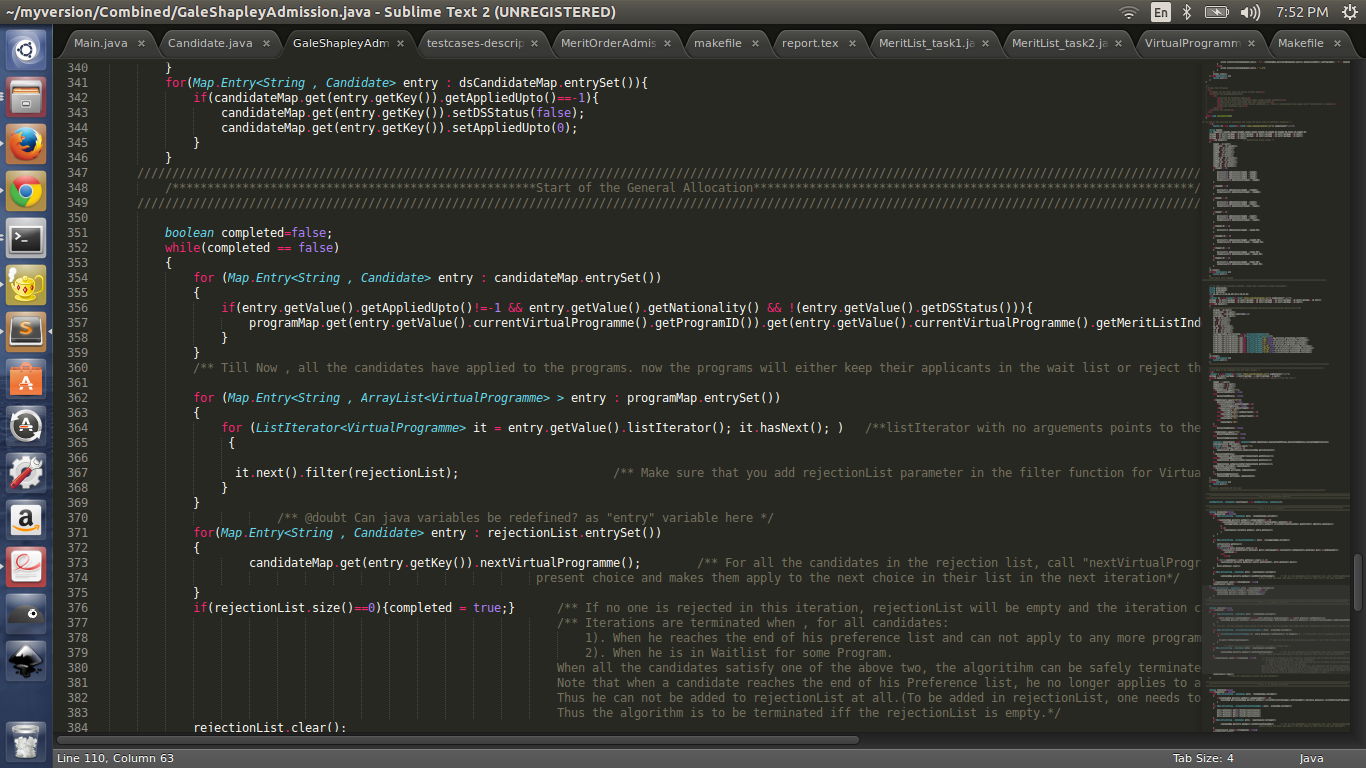 ~/myversion/Combined/GaleShapleyAdmission.java - Sublime Text 2 (UNREGISTERED)
En
7:52 PM
Main.java ×
Candidate.java ×
GaleShapleyAdm ×
testcases-descrip ×
MeritOrderAdmis ×
makefile ×
report.tex ×
MeritList_task1.ja ×
MeritList_task2.ja ×
VirtualProgramm ×
Makefile ×
340 }
341 for(Map.Entry<String , Candidate> entry : dsCandidateMap.entrySet()){
342 if(candidateMap.get(entry.getKey()).getAppliedUpto()==-1){
343 candidateMap.get(entry.getKey()).setDSStatus(false);
344 candidateMap.get(entry.getKey()).setAppliedUpto(0);
345 }
346 }
347 ////////////////////////////////////////////////////////////////////////////////////////////////////////////////////////////////////////////////////////
348 /****************************************************Start of the General Allocation***************************************************************/
349 ////////////////////////////////////////////////////////////////////////////////////////////////////////////////////////////////////////////////////////
350
351 boolean completed=false;
352 while(completed == false)
353 {
354 for (Map.Entry<String , Candidate> entry : candidateMap.entrySet())
355 {
356 if(entry.getValue().getAppliedUpto()!=-1 && entry.getValue().getNationality() && !(entry.getValue().getDSStatus())){
357 programMap.get(entry.getValue().currentVirtualProgramme().getProgramID()).get(entry.getValue().currentVirtualProgramme().getMeritListInd
358 }
359 }
360 /** Till Now , all the candidates have applied to the programs. now the programs will either keep their applicants in the wait list or reject th
361
362 for (Map.Entry<String , ArrayList<VirtualProgramme> > entry : programMap.entrySet())
363 {
364 for (ListIterator<VirtualProgramme> it = entry.getValue().listIterator(); it.hasNext(); ) /**listIterator with no arguements points to the
365 {
366
367 it.next().filter(rejectionList); /** Make sure that you add rejectionList parameter in the filter function for Virtua
368 }
369 }
370 /** @doubt Can java variables be redefined? as "entry" variable here */
371 for(Map.Entry<String , Candidate> entry : rejectionList.entrySet())
372 {
373 candidateMap.get(entry.getKey()).nextVirtualProgramme(); /** For all the candidates in the rejection list, call "nextVirtualProgr
374 present choice and makes them apply to the next choice in their list in the next iteration*/
375 }
376 if(rejectionList.size()==0){completed = true;} /** If no one is rejected in this iteration, rejectionList will be empty and the iteration c
377 /** Iterations are terminated when , for all candidates:
378 1). When he reaches the end of his preference list and can not apply to any more program
379 2). When he is in Waitlist for some Program.
380 When all the candidates satisfy one of the above two, the algoritihm can be safely terminate
381 Note that when a candidate reaches the end of his Preference list, he no longer applies to a
382 Thus he can not be added to rejectionList at all.(To be added in rejectionList, one needs to
383 Thus the algorithm is to be terminated iff the rejectionList is empty.*/
384 rejectionList.clear();
Line 110, Column 63
Tab Size: 4
Java